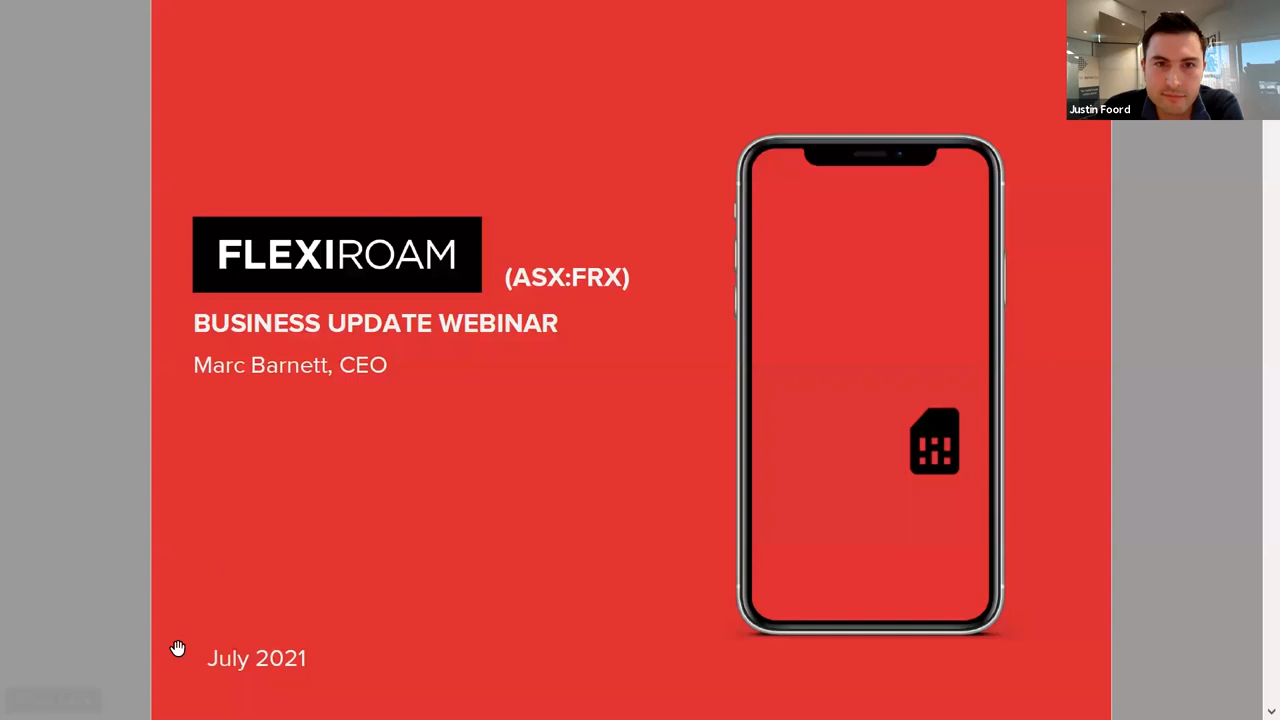 Justin Foord
FLEXIROAM
(ASX:FRX)
BUSINESS UPDATE WEBINAR
Marc Barnett, CEO
July 2021